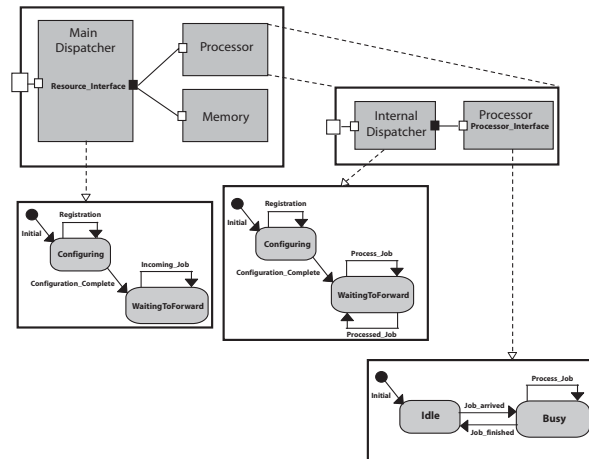 Main
Dispatcher
Processor
Resource_Interface
Memory
Internal
Dispatcher
Processor
Processor_Interface
Registration
Initial
Configuring
Incoming_Job
Configuration_Complete
WaitingToForward
Registration
Initial
Configuring
Process_Job
Configuration_Complete
WaitingToForward
Processed_Job
Process_Job
Initial
Idle
Job_arrived
Busy
Job_finished